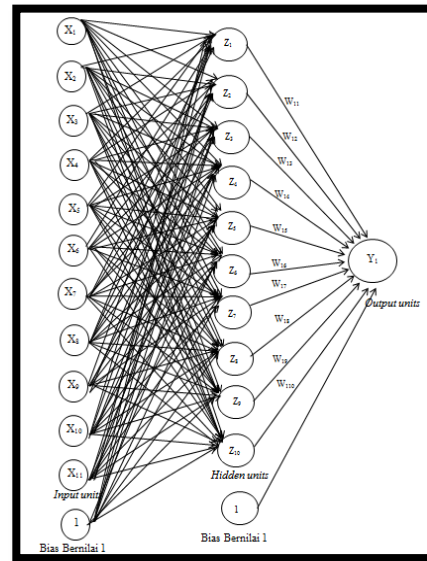 X₁
X₂
X₃
X₄
X₅
X₆
X₇
X₈
X₉
X₁₀
X₁₁
Input units
1
Bias Bernilai 1
Z₁
Z₂
Z₃
Z₄
Z₅
Z₆
Z₇
Z₈
Z₉
Z₁₀
Hidden units
1
Bias Bernilai 1
W₁₁
W₁₂
W₁₃
W₁₄
W₁₅
W₁₆
W₁₇
W₁₈
W₁₉
W₁₁₀
Y₁
Output units